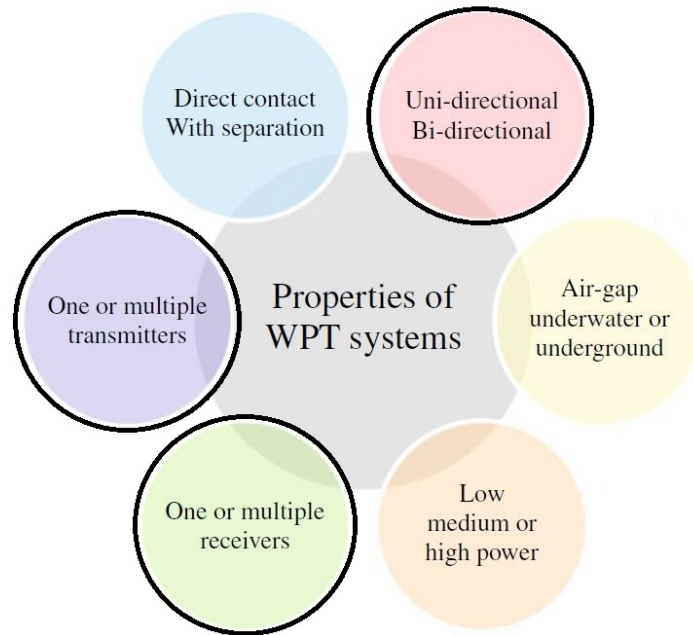 Direct contact
With separation
Uni-directional
Bi-directional
One or multiple
transmitters
Properties of
WPT systems
Air-gap
underwater or
underground
One or multiple
receivers
Low
medium or
high power